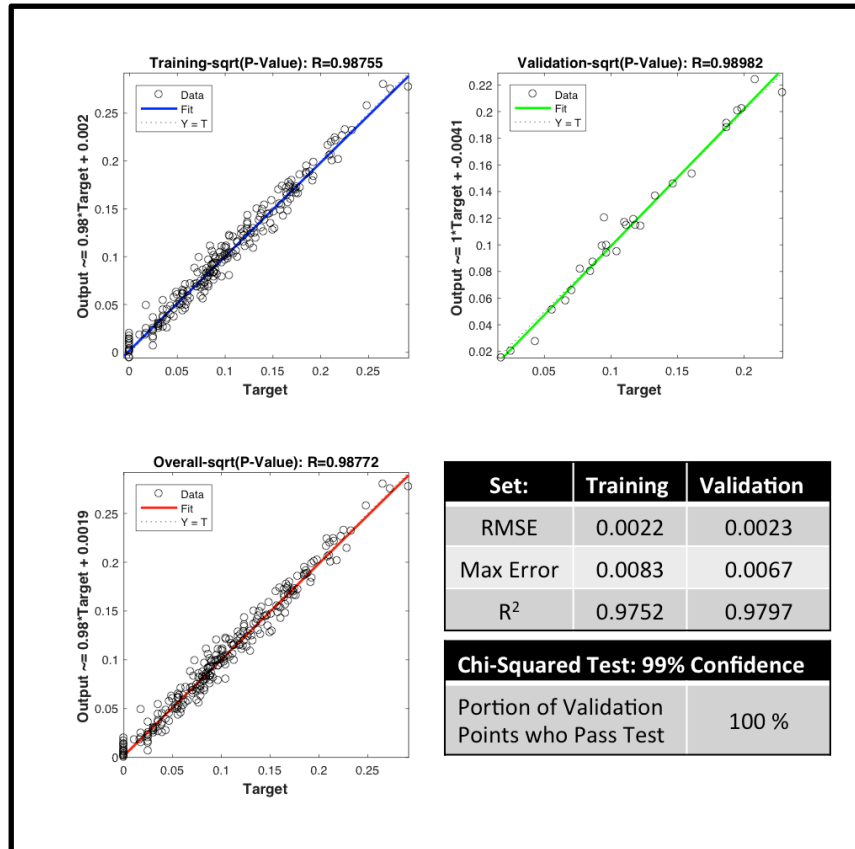 Training-sqrt(P-Value): R=0.98755
Data
Fit
Y = T
Output ~= 0.98*Target + 0.002
0.25
0.2
0.15
0.1
0.05
0
0 0.05 0.1 0.15 0.2 0.25
Target
Validation-sqrt(P-Value): R=0.98982
Data
Fit
Y = T
Output ~= 1*Target + -0.0041
0.22
0.2
0.18
0.16
0.14
0.12
0.1
0.08
0.06
0.04
0.02
0.05 0.1 0.15 0.2
Target
Overall-sqrt(P-Value): R=0.98772
Data
Fit
Y = T
Output ~= 0.98*Target + 0.0019
0.25
0.2
0.15
0.1
0.05
0
0 0.05 0.1 0.15 0.2 0.25
Target
Set: Training Validation
RMSE 0.0022 0.0023
Max Error 0.0083 0.0067
R² 0.9752 0.9797
Chi-Squared Test: 99% Confidence
Portion of Validation
Points who Pass Test 100 %